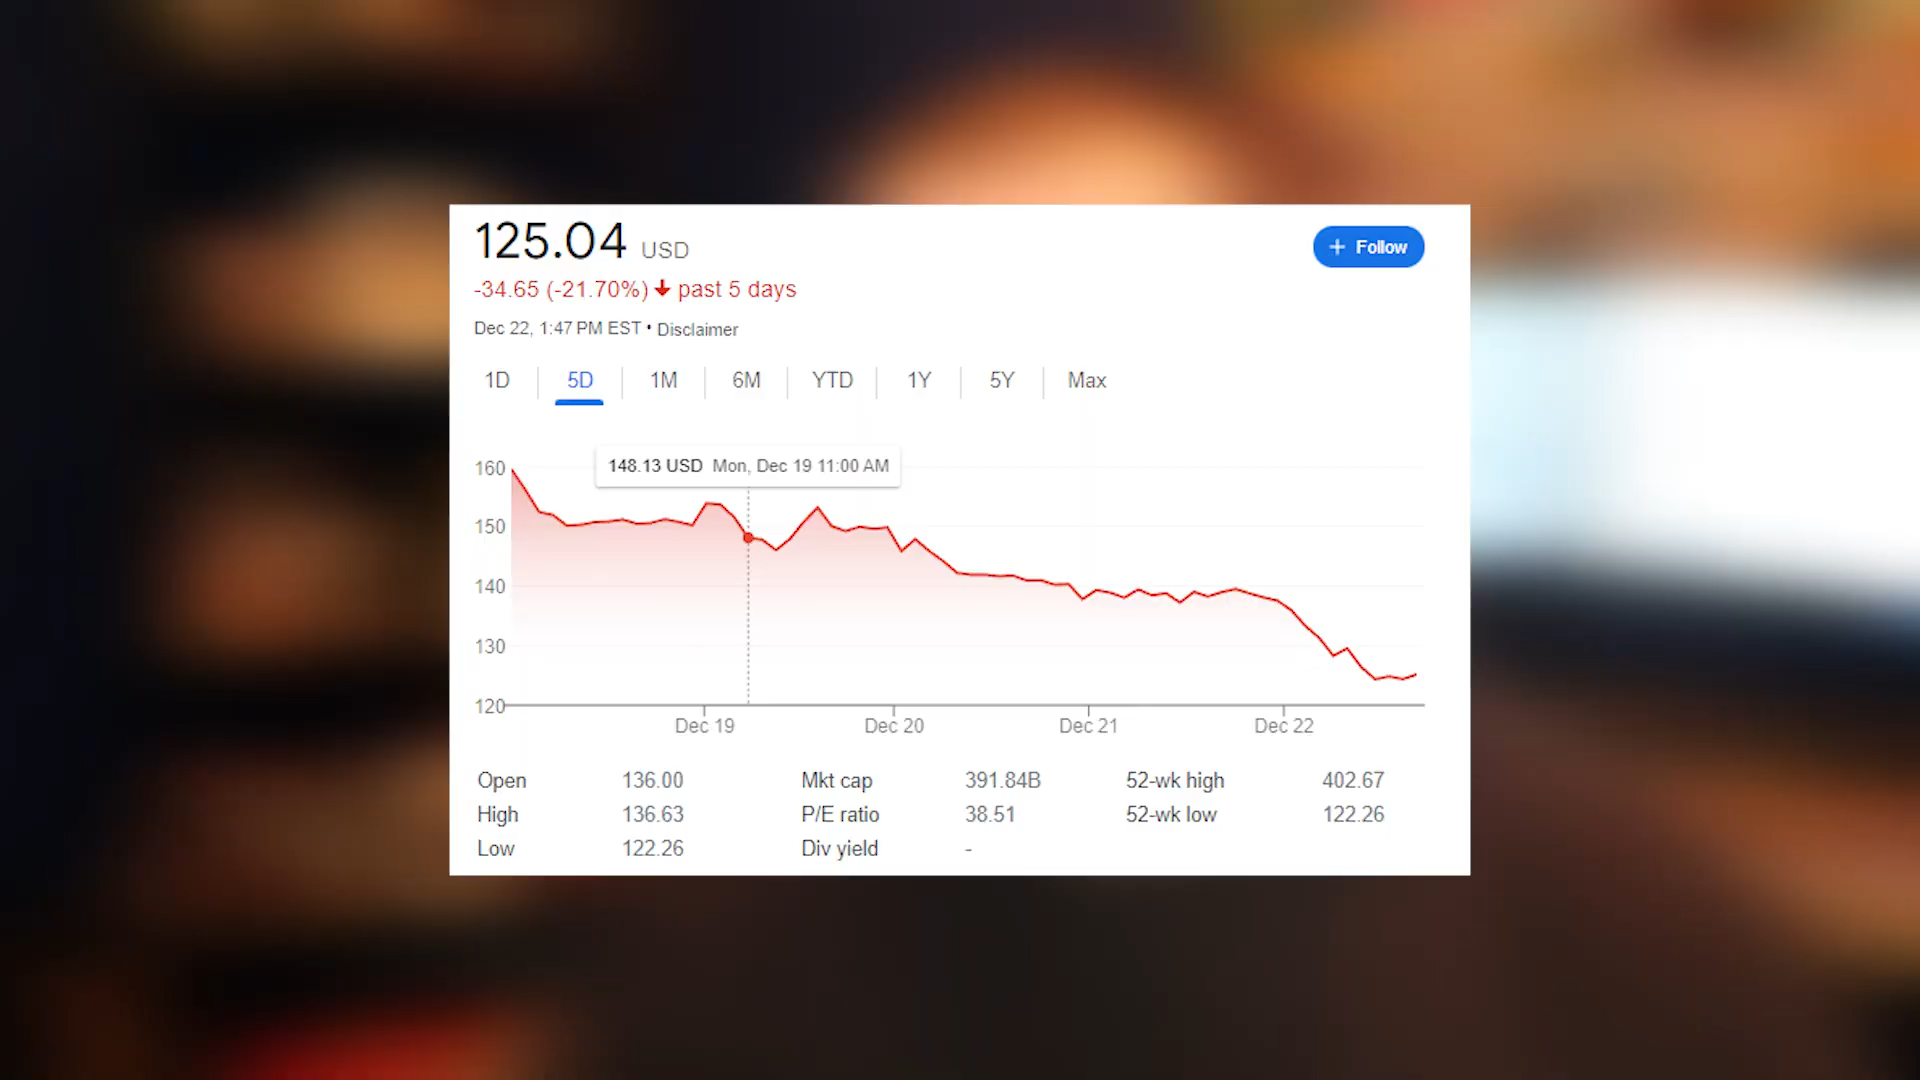 125.04 USD
+ Follow
-34.65 (-21.70%) ↓ past 5 days
Dec 22, 1:47 PM EST • Disclaimer
1D 5D 1M 6M YTD 1Y 5Y Max
148.13 USD Mon, Dec 19 11:00 AM
160
150
140
130
120
Dec 19 Dec 20 Dec 21 Dec 22
Open 136.00 Mkt cap 391.84B 52-wk high 402.67
High 136.63 P/E ratio 38.51 52-wk low 122.26
Low 122.26 Div yield -